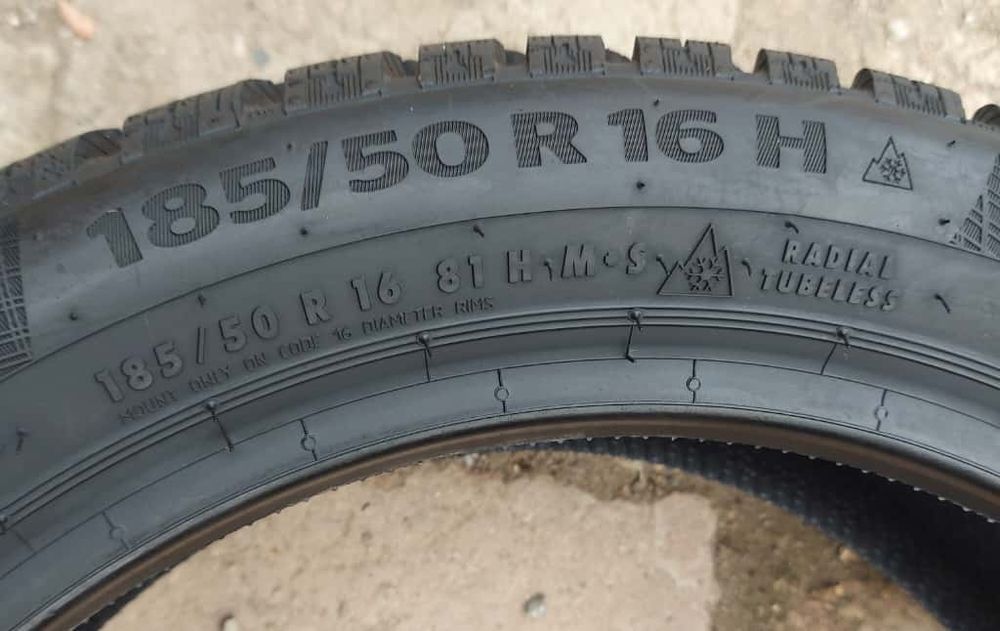 185/50 R 16 H
185/50 R 16 81 H M+S RADIAL TUBELESS
MOUNT ONLY ON CODE 16 DIAMETER RIMS